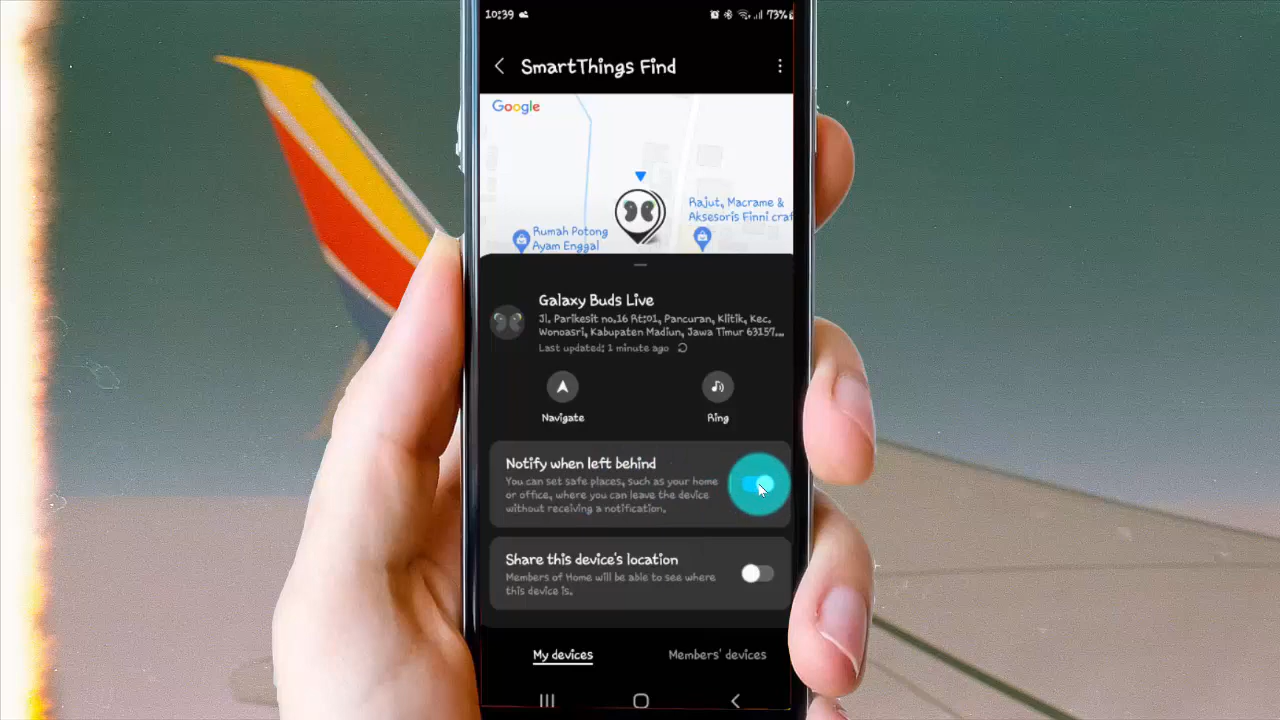 10:39
73%
SmartThings Find
Google
Rajut, Macrame &
Aksesoris Finni craf
Rumah Potong
Ayam Enggal
Galaxy Buds Live
Jl. Parikesit no.16 Rt:01, Pancuran, Klitik, Kec.
Wonoasri, Kabupaten Madiun, Jawa Timur 63157...
Last updated: 1 minute ago
Navigate
Ring
Notify when left behind
You can set safe places, such as your home
or office, where you can leave the device
without receiving a notification.
Share this device's location
Members of Home will be able to see where
this device is.
My devices
Members' devices